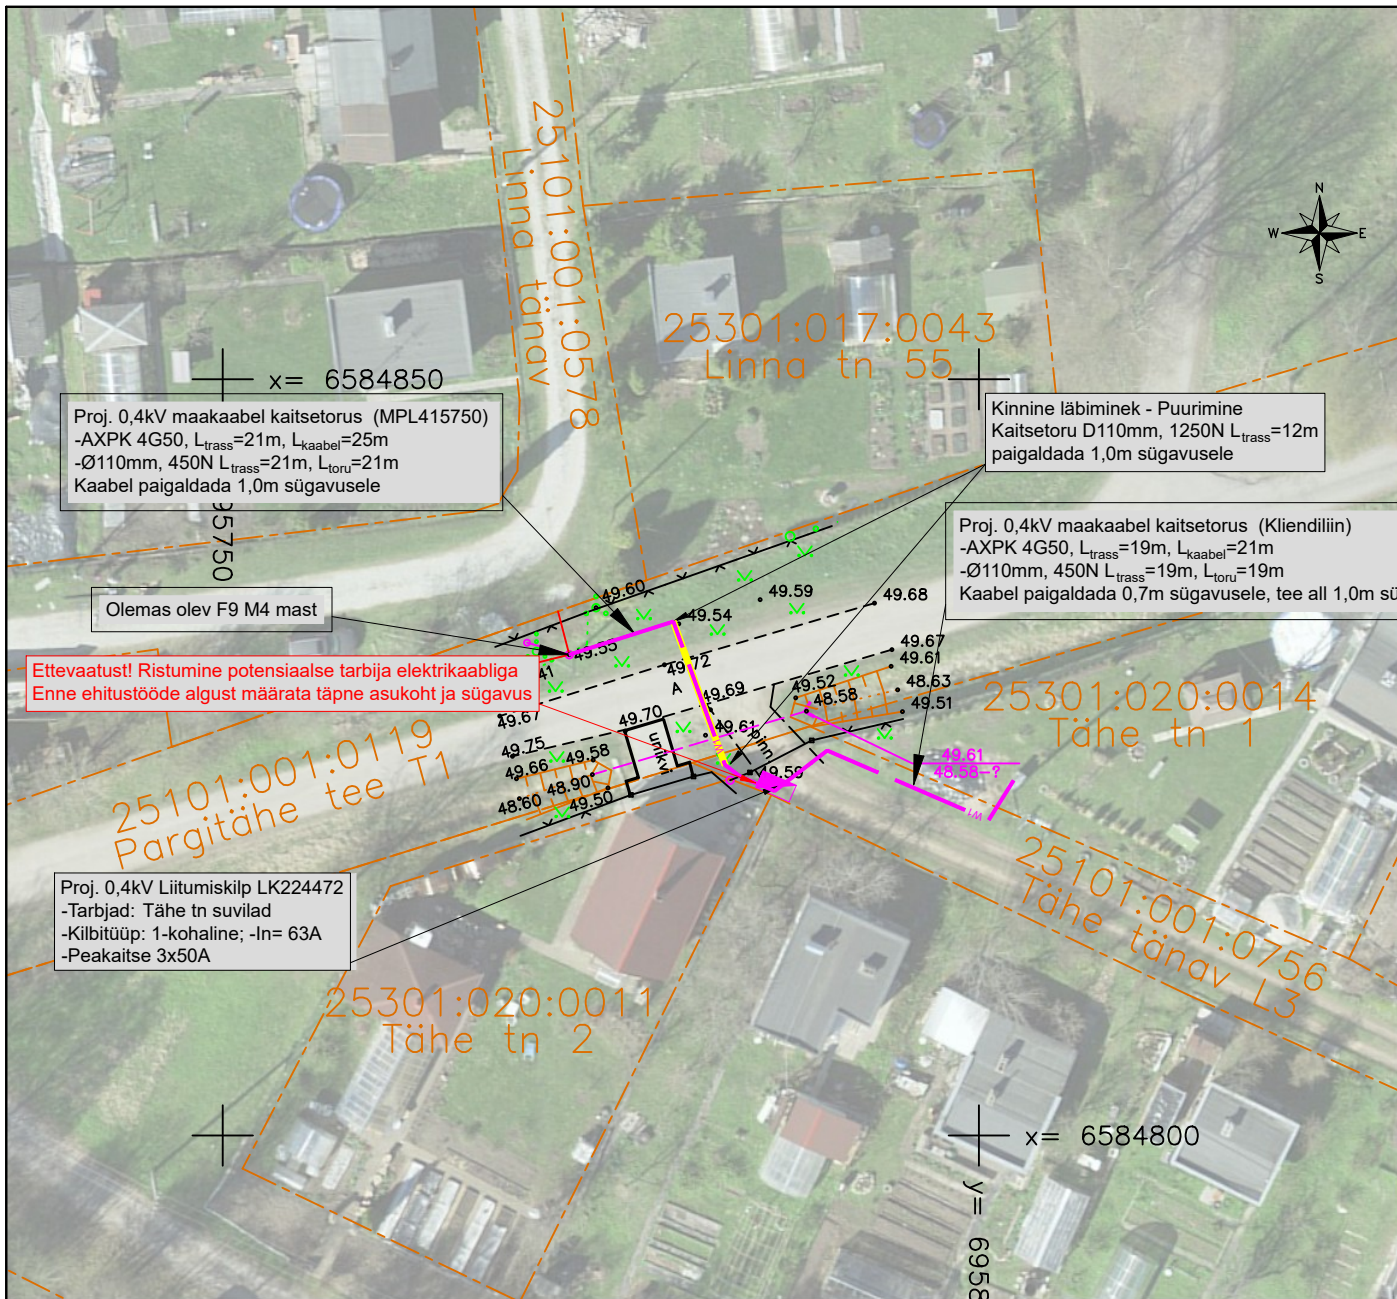 25101:001:0578
Linna tänav
N
W
E
S
25301:017:0043
Linna tn 55
x= 6584850
Proj. 0,4kV maakaabel kaitsetorus (MPL415750)
-AXPK 4G50, Ltrass=21m, Lkaabel=25m
-Ø110mm, 450N Ltrass=21m, Ltoru=21m
Kaabel paigaldada 1,0m sügavusele
Kinnine läbiminek - Puurimine
Kaitsetoru D110mm, 1250N Ltrass=12m
paigaldada 1,0m sügavusele
95750
Proj. 0,4kV maakaabel kaitsetorus (Kliendiliin)
-AXPK 4G50, Ltrass=19m, Lkaabel=21m
-Ø110mm, 450N Ltrass=19m, Ltoru=19m
Kaabel paigaldada 0,7m sügavusele, tee all 1,0m sü
Olemas olev F9 M4 mast
49.60
49.59
49.68
49.54
49.55
49.67
49.61
48.63
49.51
Ettevaatust! Ristumine potensiaalse tarbija elektrikaabliga
Enne ehitustööde algust määrata täpne asukoht ja sügavus
41
49.72
A
49.69
49.52
48.58
49.67
49.70
49.61
25301:020:0014
Tähe tn 1
49.75
49.58
unikv
pinn
49.66
48.90
49.59
49.61
48.58-?
48.60
49.50
W1
25101:001:0119
Pargitähe tee T1
25101:001:0756
Tähe tänav L3
Proj. 0,4kV Liitumiskilp LK224472
-Tarbjad: Tähe tn suvilad
-Kilbitüüp: 1-kohaline; -In= 63A
-Peakaitse 3x50A
25301:020:0011
Tähe tn 2
x= 6584800
y= 6958